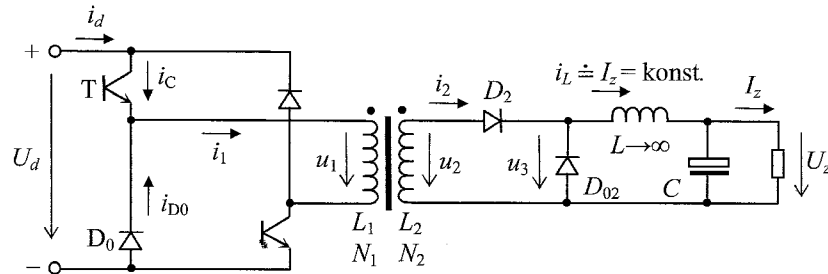 +
i_d
T
i_C
i_1
U_d
i_D0
D_0
−
u_1
L_1
N_1
u_2
L_2
N_2
i_2
D_2
u_3
D_02
i_L ≐ I_z = konst.
L→∞
C
I_z
U_z